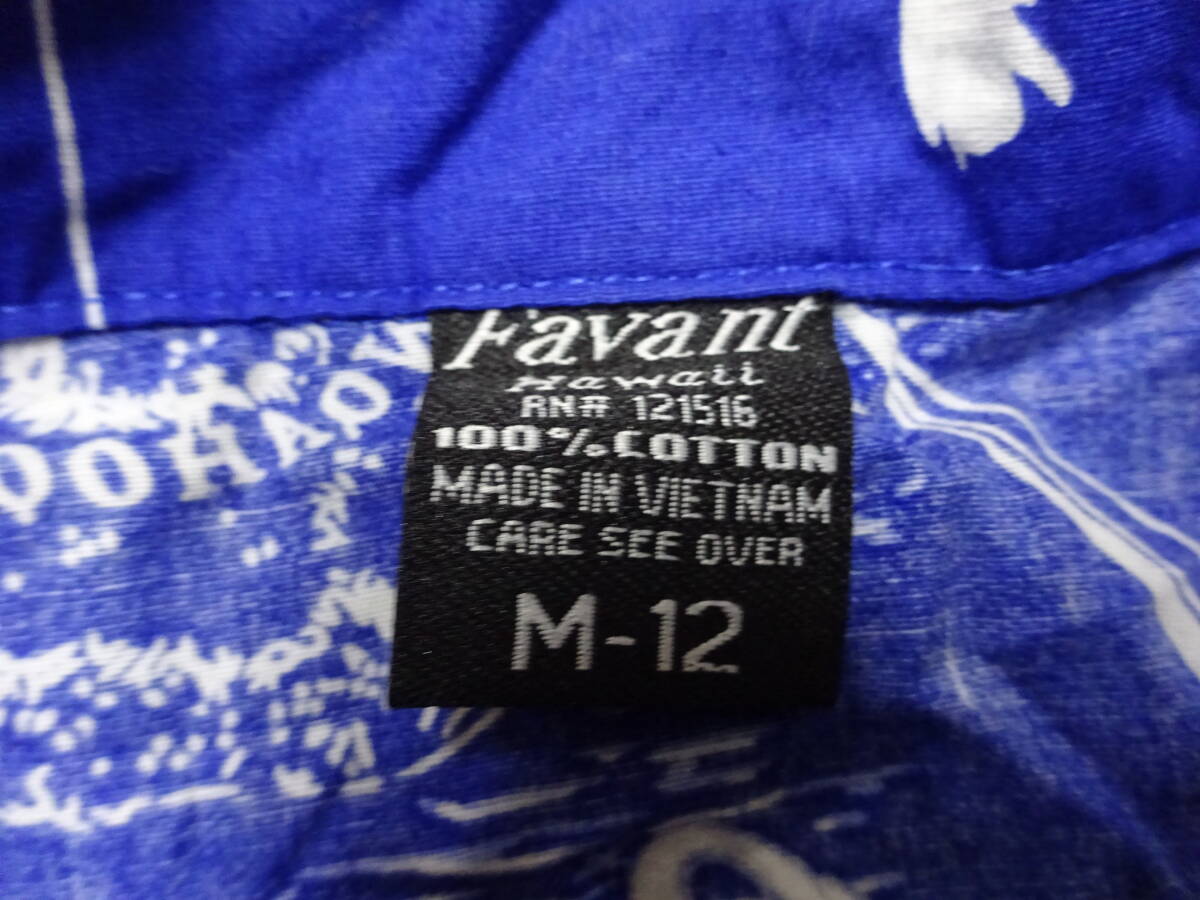 Favant
Hawaii
RN# 121516
100% COTTON
MADE IN VIETNAM
CARE SEE OVER
M-12